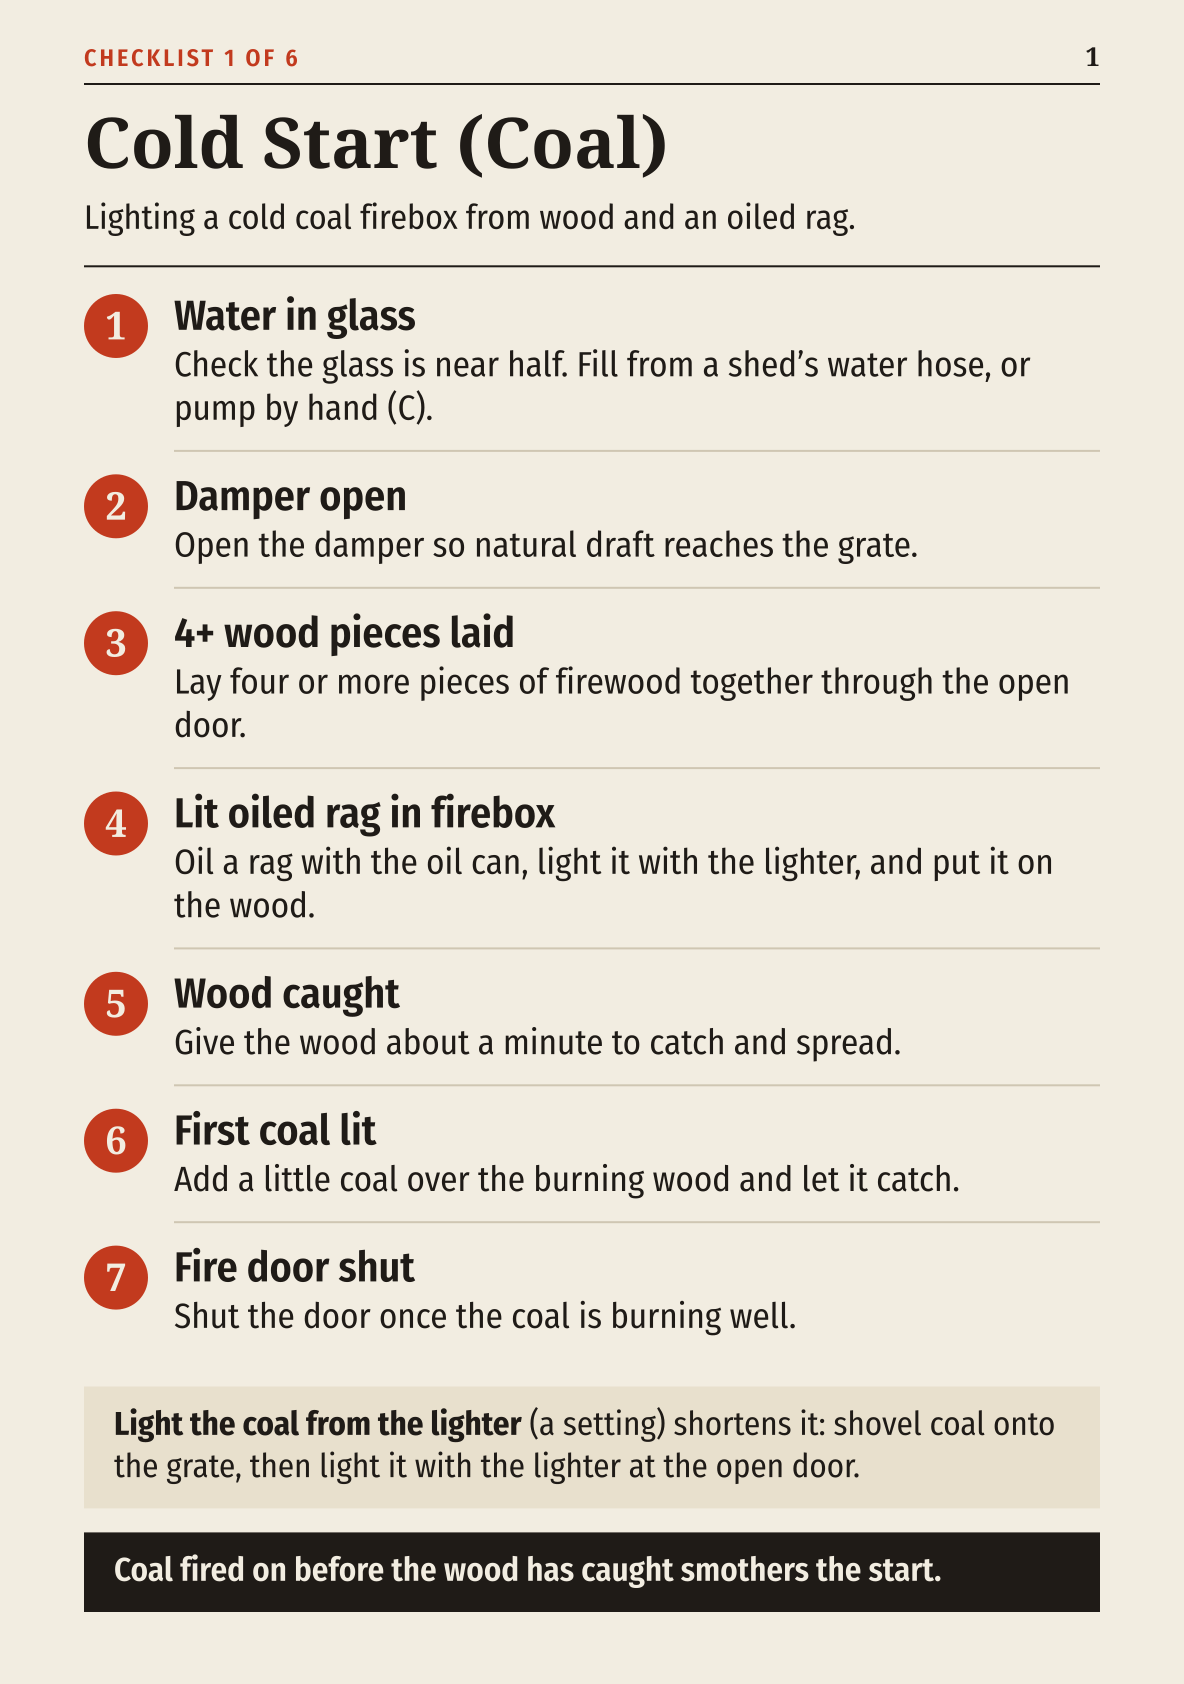 CHECKLIST 1 OF 6
1
Cold Start (Coal)
Lighting a cold coal firebox from wood and an oiled rag.
1
Water in glass
Check the glass is near half. Fill from a shed’s water hose, or
pump by hand (C).
2
Damper open
Open the damper so natural draft reaches the grate.
3
4+ wood pieces laid
Lay four or more pieces of firewood together through the open
door.
4
Lit oiled rag in firebox
Oil a rag with the oil can, light it with the lighter, and put it on
the wood.
5
Wood caught
Give the wood about a minute to catch and spread.
6
First coal lit
Add a little coal over the burning wood and let it catch.
7
Fire door shut
Shut the door once the coal is burning well.
Light the coal from the lighter (a setting) shortens it: shovel coal onto
the grate, then light it with the lighter at the open door.
Coal fired on before the wood has caught smothers the start.